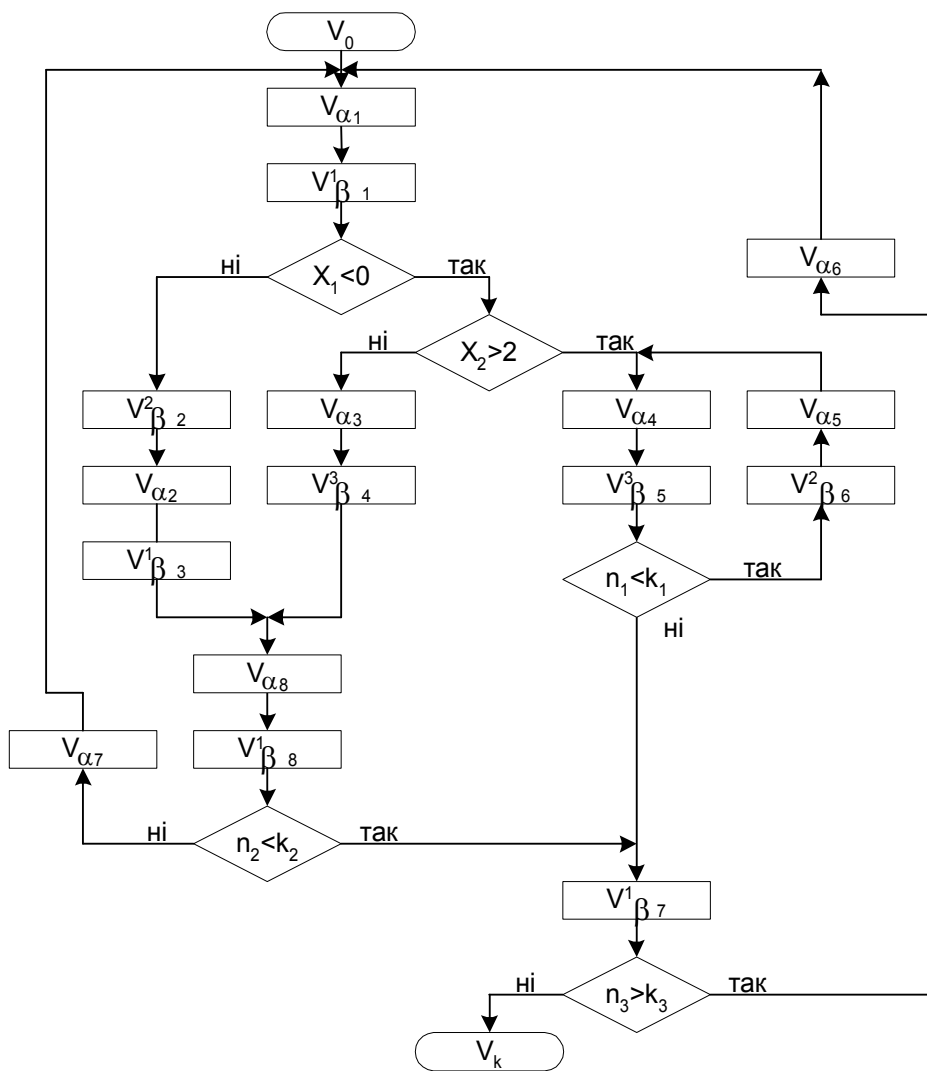 V₀
Vα₁
V¹β₁
X₁<0
ні
так
Vα₆
X₂>2
ні
так
V²β₂
Vα₃
Vα₄
Vα₅
Vα₂
V³β₄
V³β₅
V²β₆
V¹β₃
n₁<k₁
так
ні
Vα₈
Vα₇
V¹β₈
n₂<k₂
ні
так
V¹β₇
n₃>k₃
ні
так
Vₖ